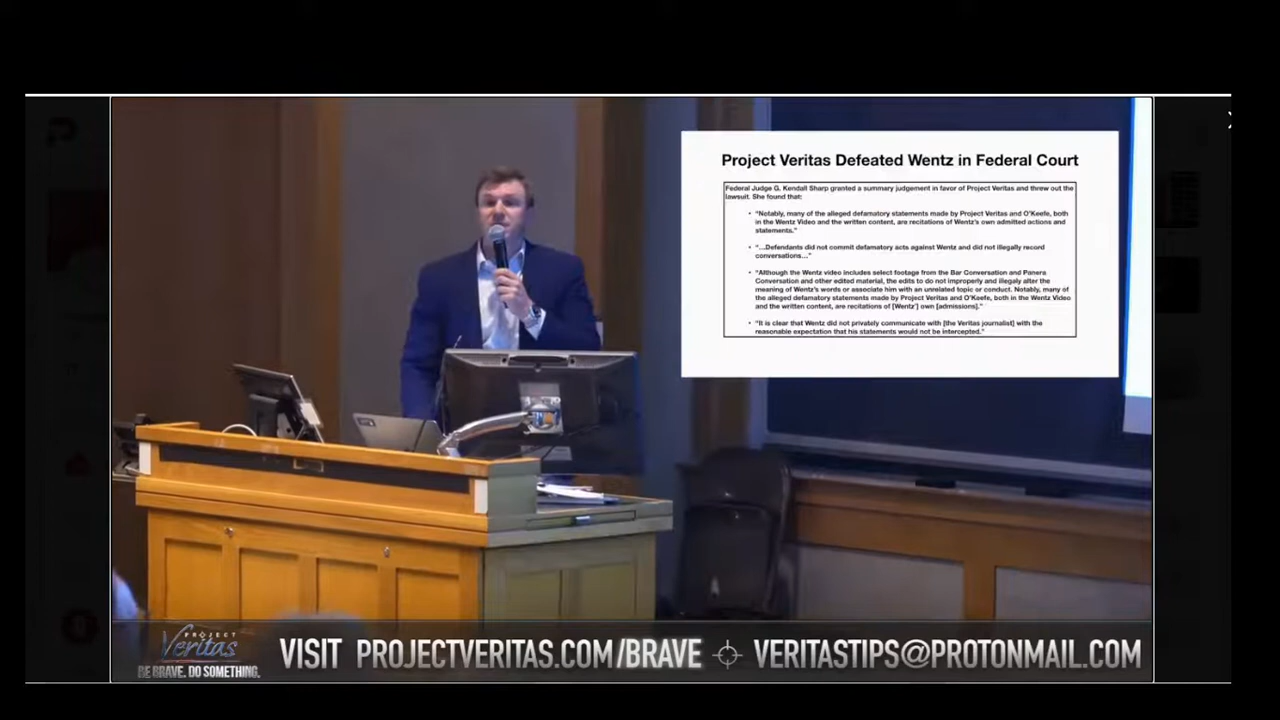 Project Veritas Defeated Wentz in Federal Court
Federal Judge G. Kendall Sharp granted a summary judgement in favor of Project Veritas and threw out the
lawsuit. She found that:
• "Notably, many of the alleged defamatory statements made by Project Veritas and O'Keefe, both
in the Wentz Video and the written content, are recitations of Wentz's own admitted actions and
statements."
• "...Defendants did not commit defamatory acts against Wentz and did not illegally record
conversations..."
• "Although the Wentz video includes select footage from the Bar Conversation and Panera
Conversation and other edited material, the edits to do not improperly and illegally alter the
meaning of Wentz's words or associate him with an unrelated topic or conduct. Notably, many of
the alleged defamatory statements made by Project Veritas and O'Keefe, both in the Wentz Video
and the written content, are recitations of [Wentz'] own [admissions]."
• "It is clear that Wentz did not privately communicate with [the Veritas journalist] with the
reasonable expectation that his statements would not be intercepted."
PROJECT
Veritas
BE BRAVE. DO SOMETHING.
VISIT PROJECTVERITAS.COM/BRAVE VERITASTIPS@PROTONMAIL.COM